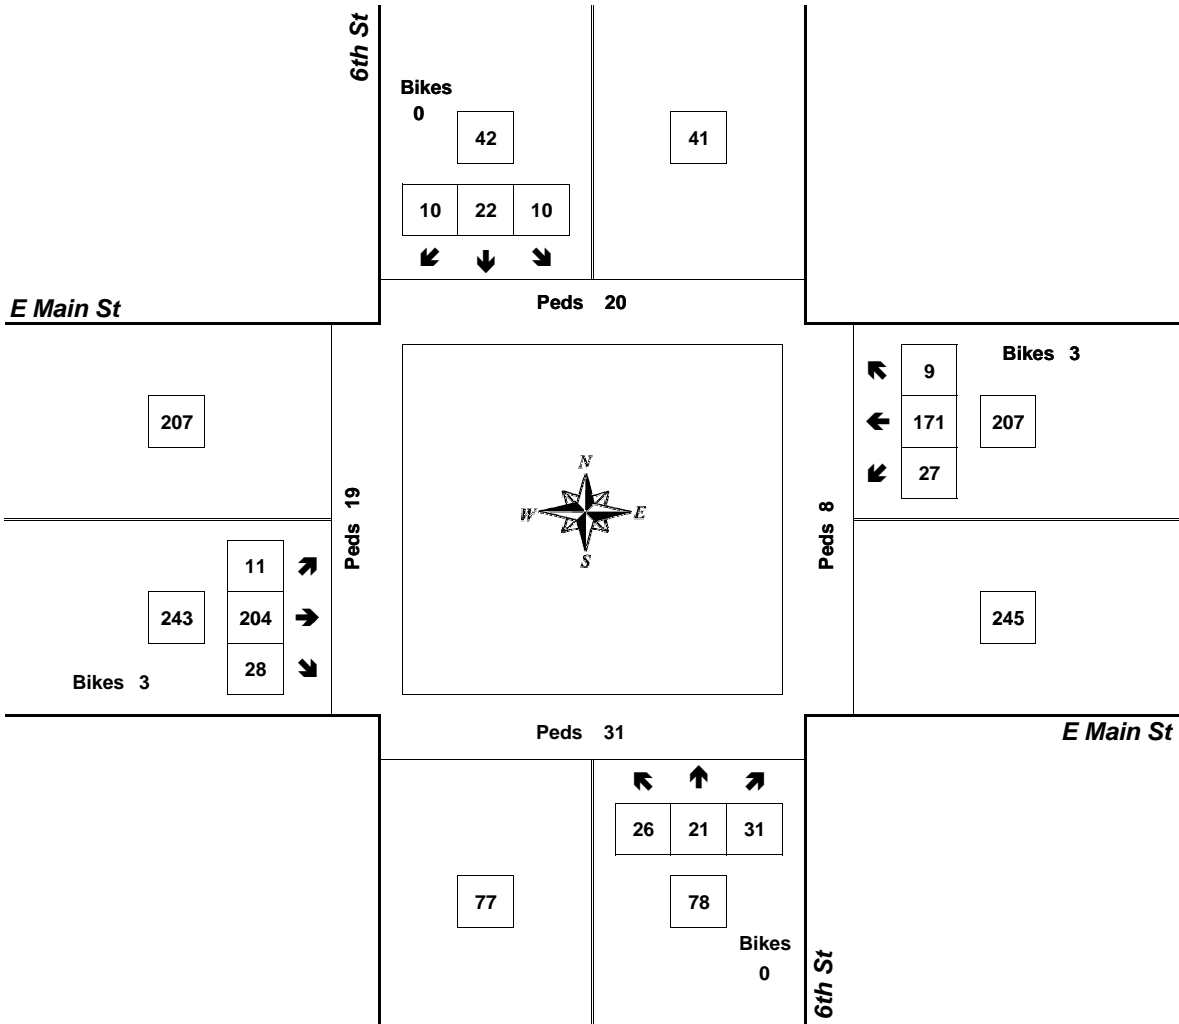 6th St
Bikes
0
42
41
10 22 10
Peds 20
E Main St
9
Bikes 3
207
171
207
27
N
W E
S
Peds 19
Peds 8
11
243
204
245
28
Bikes 3
Peds 31
E Main St
26 21 31
77
78
Bikes
0
6th St